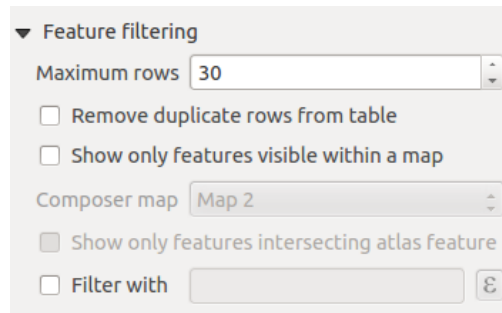 Feature filtering
Maximum rows 30
Remove duplicate rows from table
Show only features visible within a map
Composer map Map 2
Show only features intersecting atlas feature
Filter with ε